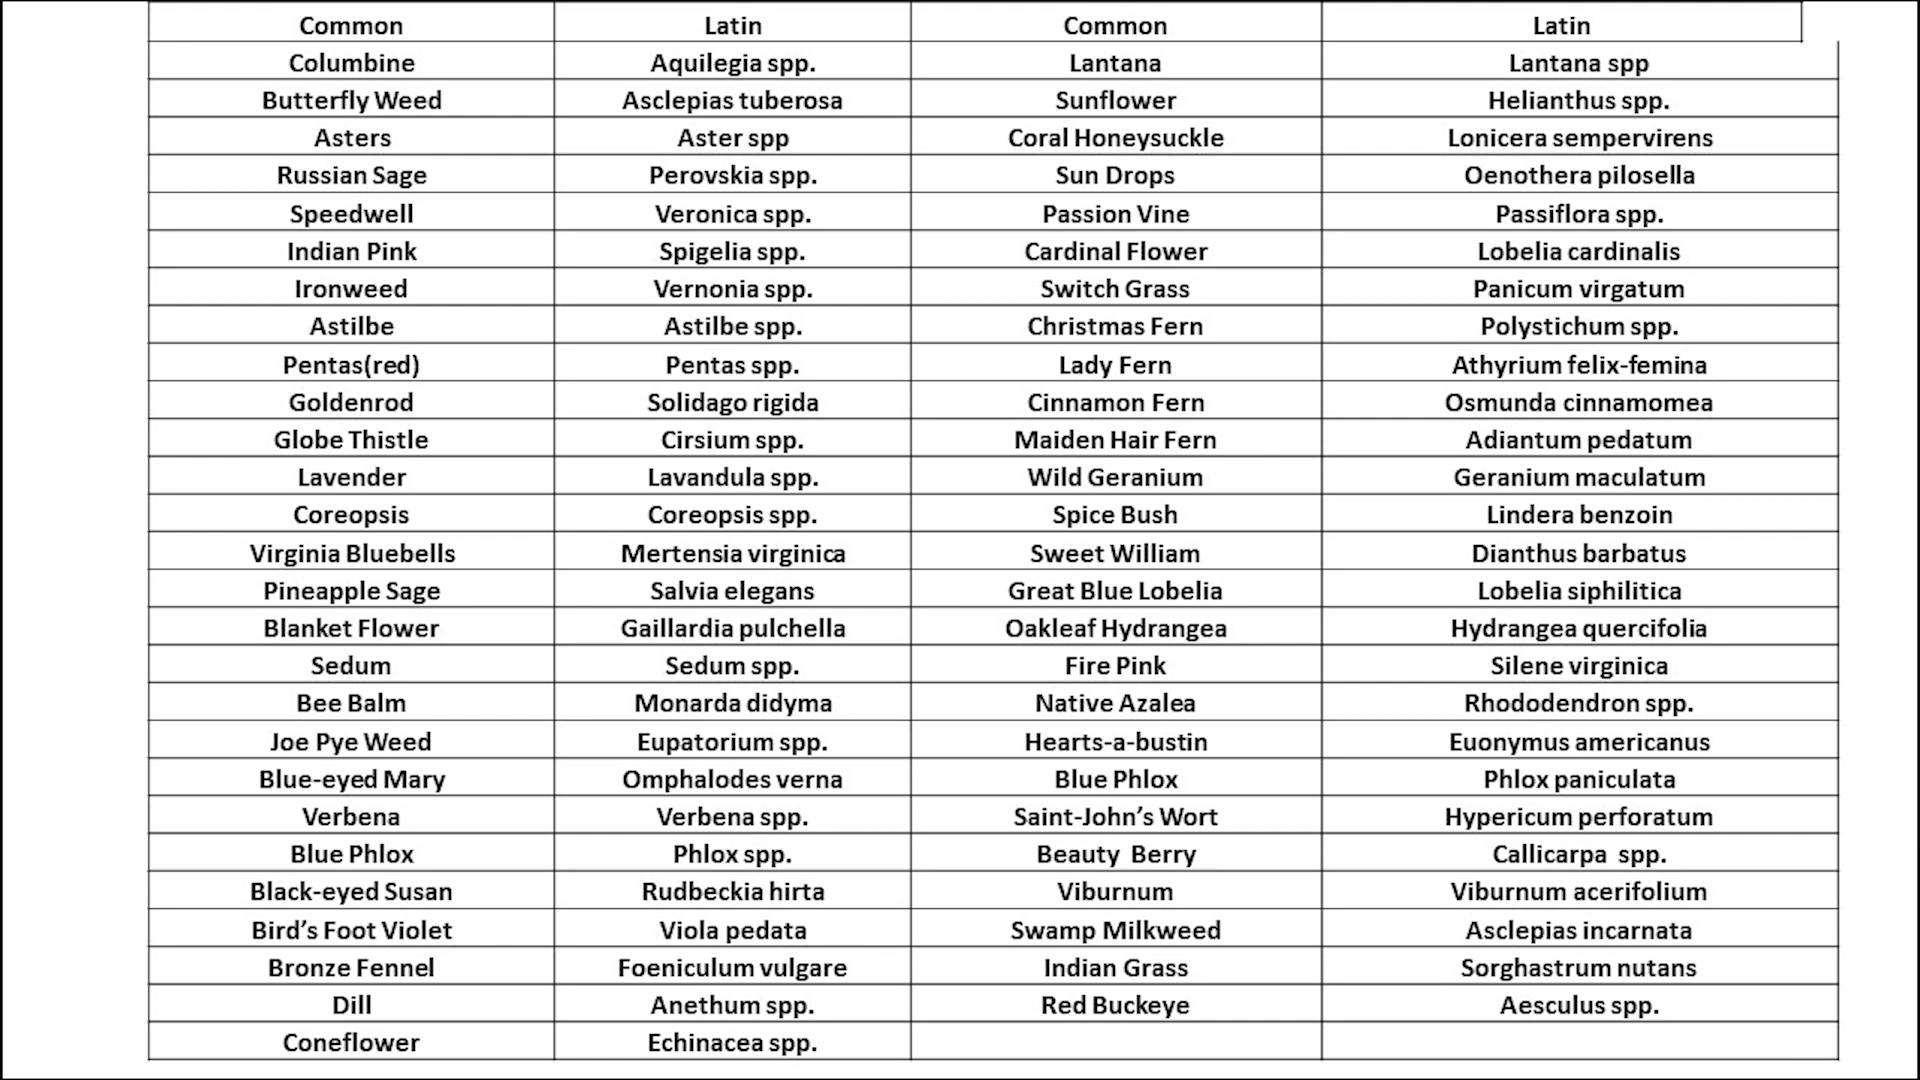 Common Latin Common Latin
Columbine Aquilegia spp. Lantana Lantana spp
Butterfly Weed Asclepias tuberosa Sunflower Helianthus spp.
Asters Aster spp Coral Honeysuckle Lonicera sempervirens
Russian Sage Perovskia spp. Sun Drops Oenothera pilosella
Speedwell Veronica spp. Passion Vine Passiflora spp.
Indian Pink Spigelia spp. Cardinal Flower Lobelia cardinalis
Ironweed Vernonia spp. Switch Grass Panicum virgatum
Astilbe Astilbe spp. Christmas Fern Polystichum spp.
Pentas(red) Pentas spp. Lady Fern Athyrium felix-femina
Goldenrod Solidago rigida Cinnamon Fern Osmunda cinnamomea
Globe Thistle Cirsium spp. Maiden Hair Fern Adiantum pedatum
Lavender Lavandula spp. Wild Geranium Geranium maculatum
Coreopsis Coreopsis spp. Spice Bush Lindera benzoin
Virginia Bluebells Mertensia virginica Sweet William Dianthus barbatus
Pineapple Sage Salvia elegans Great Blue Lobelia Lobelia siphilitica
Blanket Flower Gaillardia pulchella Oakleaf Hydrangea Hydrangea quercifolia
Sedum Sedum spp. Fire Pink Silene virginica
Bee Balm Monarda didyma Native Azalea Rhododendron spp.
Joe Pye Weed Eupatorium spp. Hearts-a-bustin Euonymus americanus
Blue-eyed Mary Omphalodes verna Blue Phlox Phlox paniculata
Verbena Verbena spp. Saint-John’s Wort Hypericum perforatum
Blue Phlox Phlox spp. Beauty Berry Callicarpa spp.
Black-eyed Susan Rudbeckia hirta Viburnum Viburnum acerifolium
Bird’s Foot Violet Viola pedata Swamp Milkweed Asclepias incarnata
Bronze Fennel Foeniculum vulgare Indian Grass Sorghastrum nutans
Dill Anethum spp. Red Buckeye Aesculus spp.
Coneflower Echinacea spp.